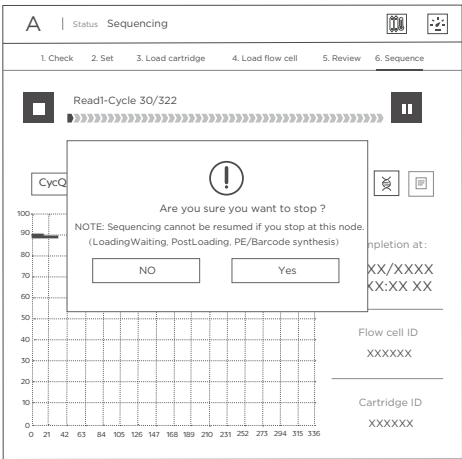 A | Status Sequencing
1. Check 2. Set 3. Load cartridge 4. Load flow cell 5. Review 6. Sequence
Read1-Cycle 30/322
CycQ
Are you sure you want to stop ?
NOTE: Sequencing cannot be resumed if you stop at this node.
(LoadingWaiting, PostLoading, PE/Barcode synthesis)
NO Yes
mpletion at:
XX/XXXX
XX:XX XX
Flow cell ID
XXXXXX
Cartridge ID
XXXXXX
100
90
80
70
60
50
40
30
20
10
0
0 21 42 63 84 105 126 147 168 189 210 231 252 273 294 315 336